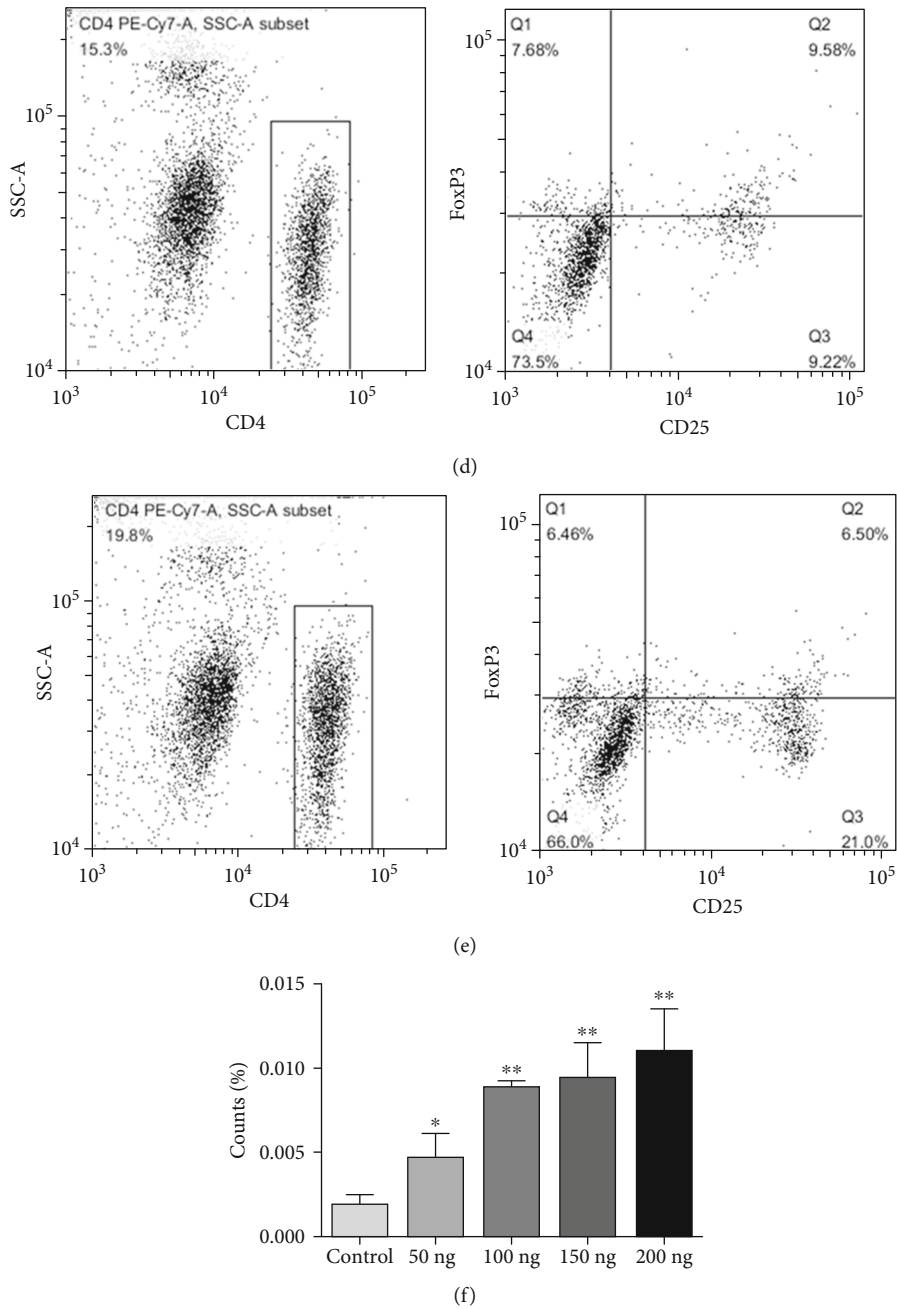 CD4 PE-Cy7-A, SSC-A subset
15.3%
SSC-A
10^5
10^4
10^3
10^4
10^5
CD4
Q1
7.68%
Q2
9.58%
FoxP3
10^5
10^4
Q4
73.5%
Q3
9.22%
10^3
10^4
10^5
CD25
(d)
CD4 PE-Cy7-A, SSC-A subset
19.8%
SSC-A
10^5
10^4
10^3
10^4
10^5
CD4
Q1
6.46%
Q2
6.50%
FoxP3
10^5
10^4
Q4
66.0%
Q3
21.0%
10^3
10^4
10^5
CD25
(e)
Counts (%)
0.015
0.010
0.005
0.000
*
**
**
**
Control 50 ng 100 ng 150 ng 200 ng
(f)